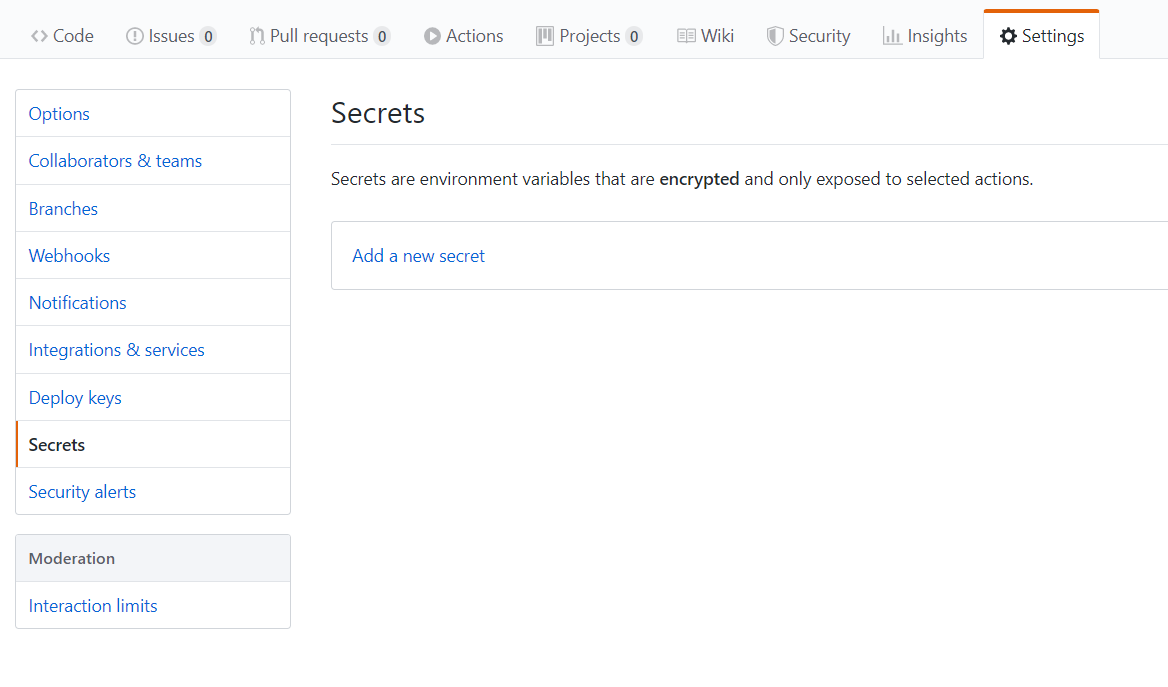 Code Issues 0 Pull requests 0 Actions Projects 0 Wiki Security Insights Settings
Options
Collaborators & teams
Branches
Webhooks
Notifications
Integrations & services
Deploy keys
Secrets
Security alerts
Moderation
Interaction limits
Secrets
Secrets are environment variables that are encrypted and only exposed to selected actions.
Add a new secret